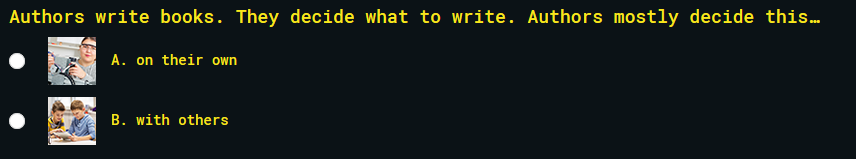 Authors write books. They decide what to write. Authors mostly decide this…
A. on their own
B. with others